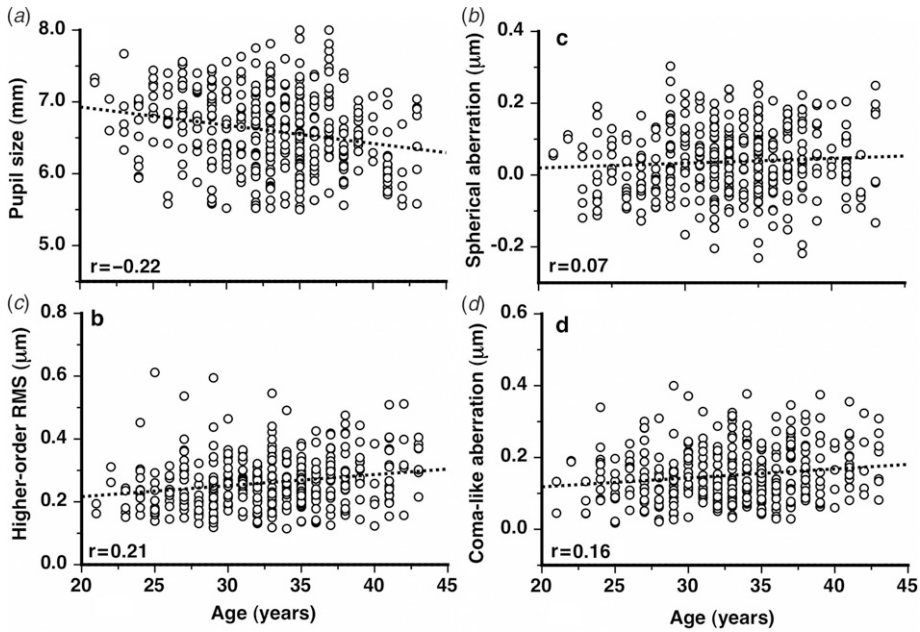 (a)
8.0
7.0
6.0
5.0
Pupil size (mm)
r=−0.22
(b)
c
0.4
0.2
0.0
-0.2
Spherical aberration (μm)
r=0.07
(c)
b
0.8
0.6
0.4
0.2
0.0
Higher-order RMS (μm)
r=0.21
20 25 30 35 40 45
Age (years)
(d)
d
0.6
0.4
0.2
0.0
Coma-like aberration (μm)
r=0.16
20 25 30 35 40 45
Age (years)